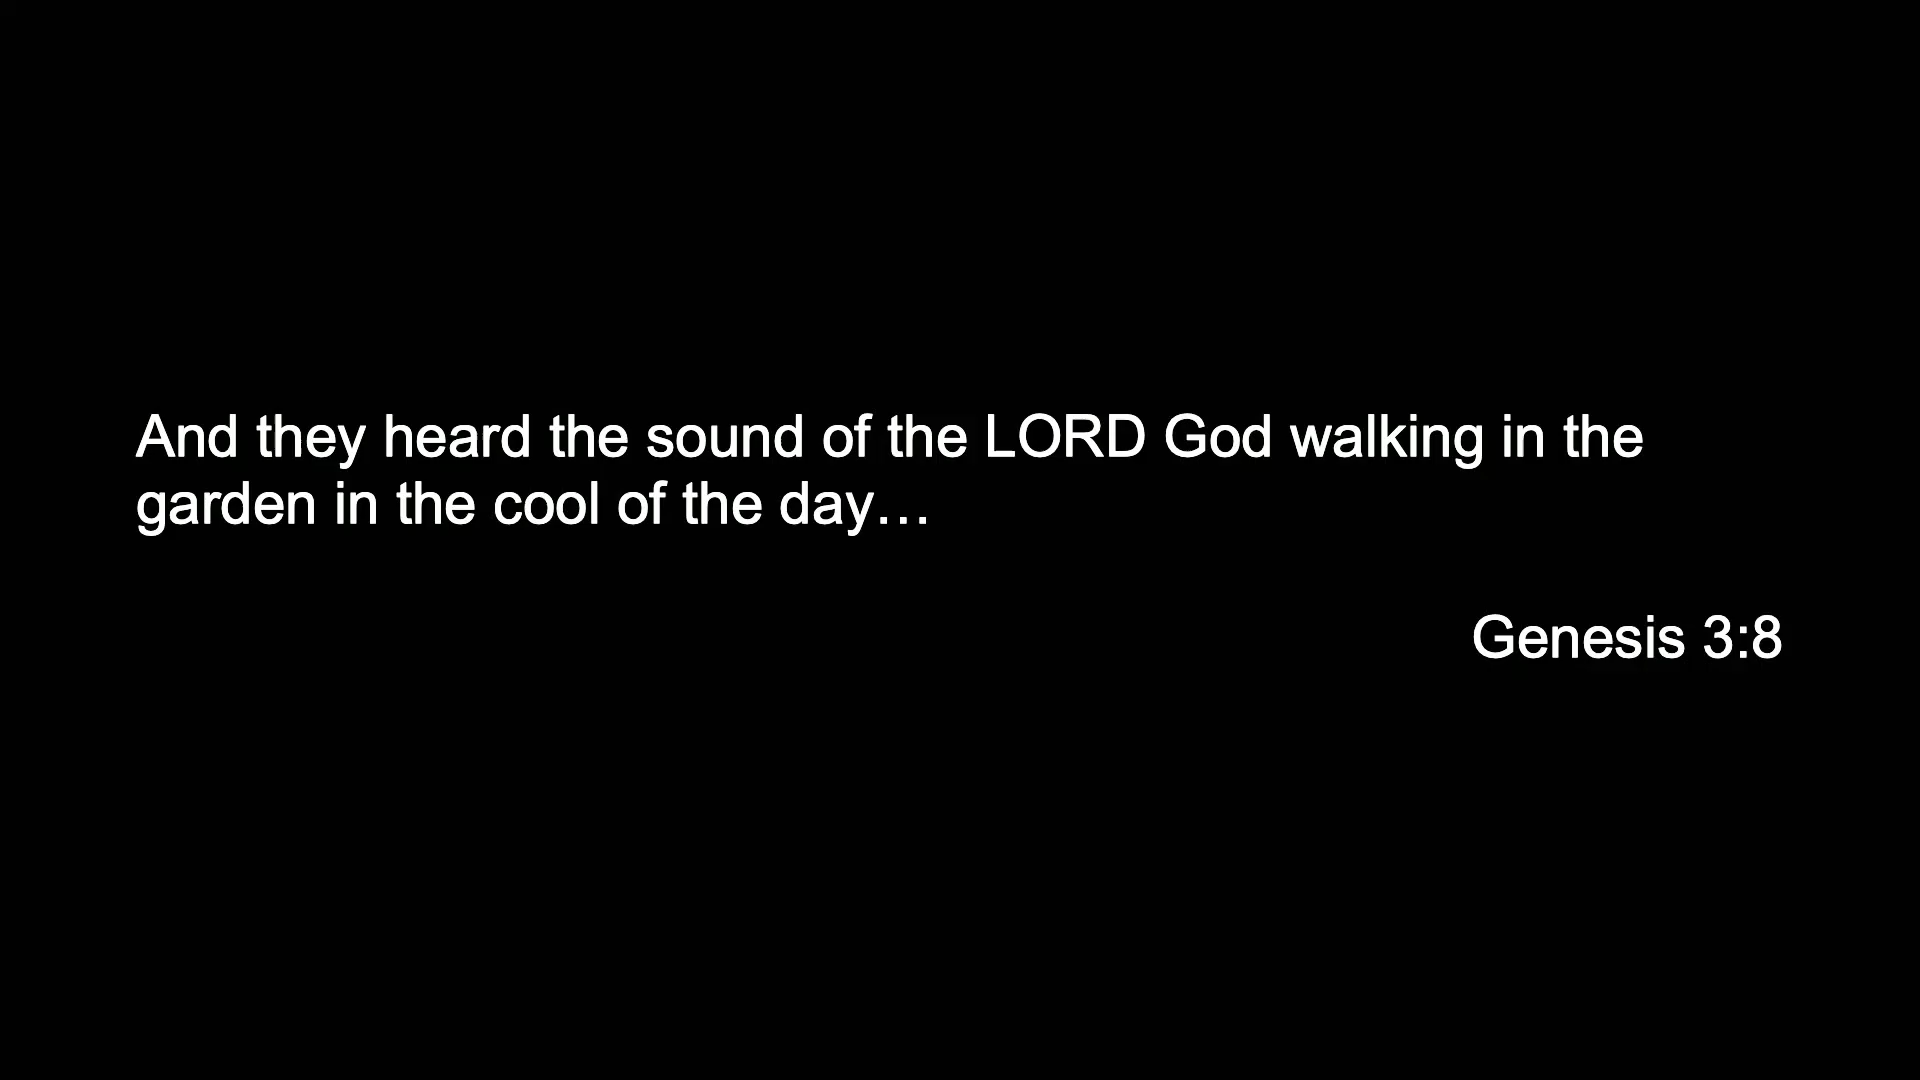 And they heard the sound of the LORD God walking in the
garden in the cool of the day…
Genesis 3:8